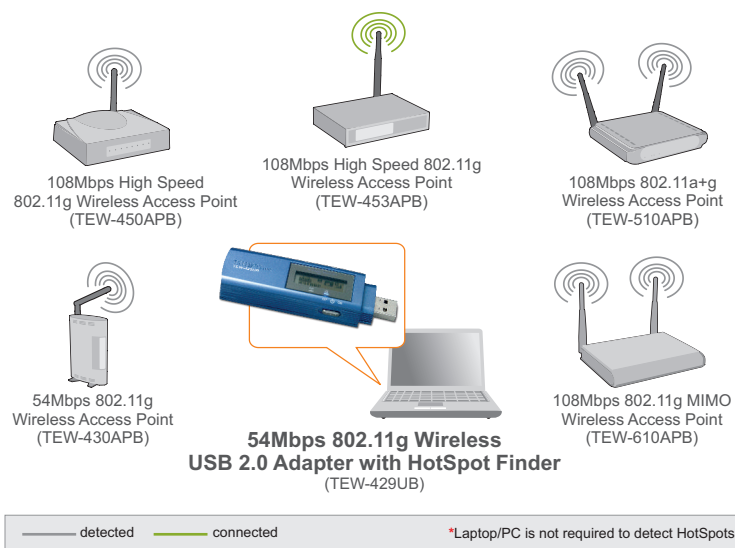 108Mbps High Speed
802.11g Wireless Access Point
(TEW-450APB)
108Mbps High Speed 802.11g
Wireless Access Point
(TEW-453APB)
108Mbps 802.11a+g
Wireless Access Point
(TEW-510APB)
54Mbps 802.11g
Wireless Access Point
(TEW-430APB)
108Mbps 802.11g MIMO
Wireless Access Point
(TEW-610APB)
54Mbps 802.11g Wireless
USB 2.0 Adapter with HotSpot Finder
(TEW-429UB)
detected
connected
*Laptop/PC is not required to detect HotSpots